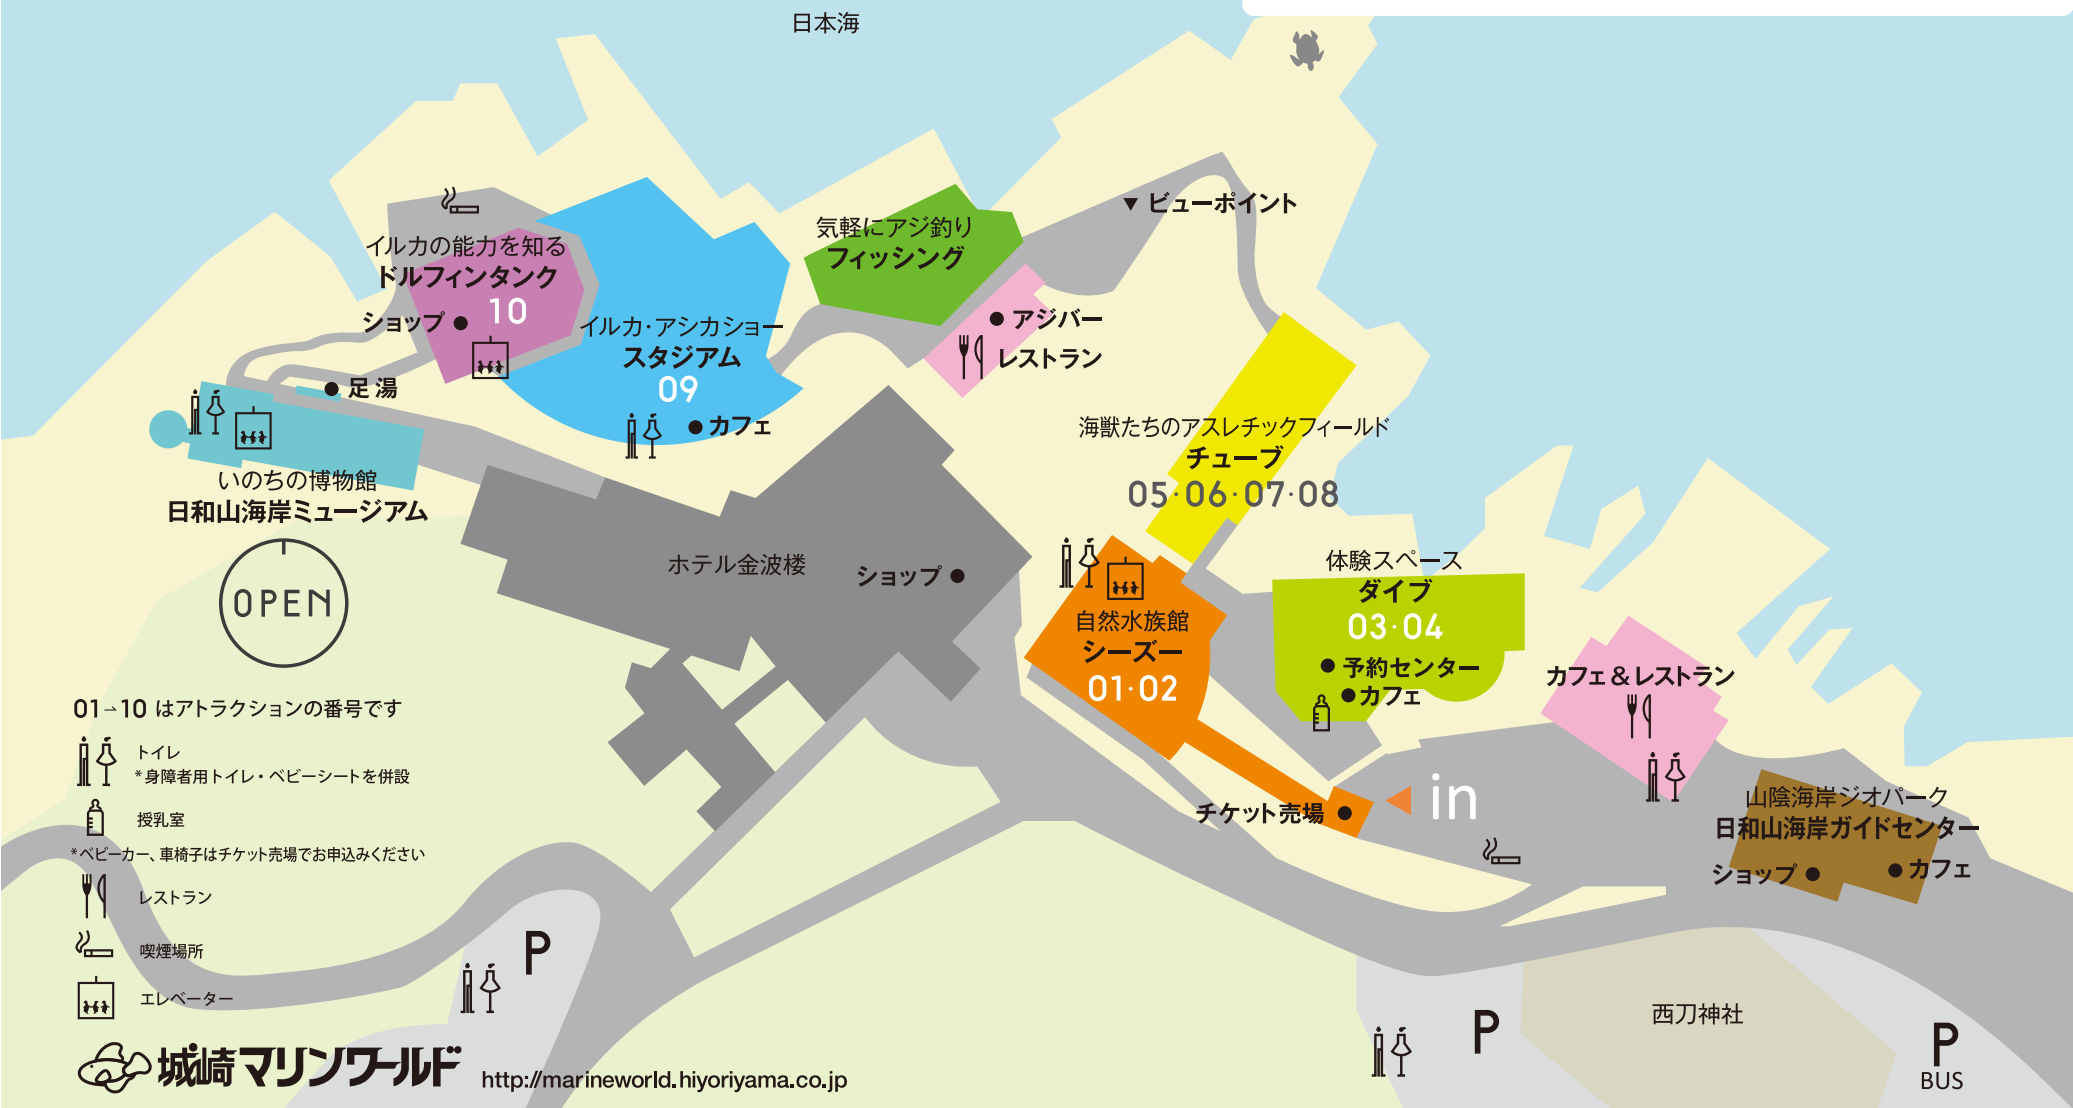 日本海
▼ ビューポイント
イルカの能力を知る
ドルフィンタンク
10
ショップ
イルカ・アシカショー
スタジアム
09
カフェ
気軽にアジ釣り
フィッシング
アジバー
レストラン
足湯
いのちの博物館
日和山海岸ミュージアム
OPEN
海獣たちのアスレチックフィールド
チューブ
05・06・07・08
ホテル金波楼
ショップ
自然水族館
シーズー
01・02
体験スペース
ダイブ
03・04
予約センター
カフェ
カフェ&レストラン
チケット売場
in
山陰海岸ジオパーク
日和山海岸ガイドセンター
ショップ
カフェ
01→10 はアトラクションの番号です
トイレ
*身障者用トイレ・ベビーシートを併設
授乳室
*ベビーカー、車椅子はチケット売場でお申込みください
レストラン
喫煙場所
エレベーター
P
P
西刀神社
P
BUS
城崎マリンワールド
http://marineworld.hiyoriyama.co.jp